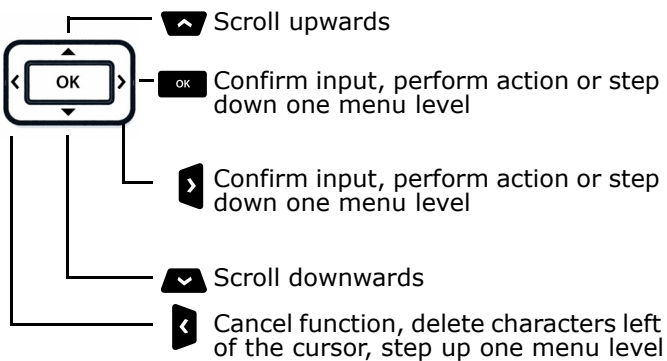 Scroll upwards
OK
OK Confirm input, perform action or step
down one menu level
Confirm input, perform action or step
down one menu level
Scroll downwards
Cancel function, delete characters left
of the cursor, step up one menu level